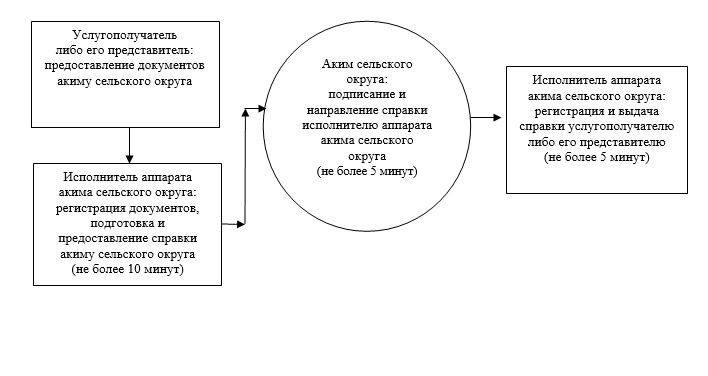 Услугополучатель
либо его представитель:
предоставление документов
акиму сельского округа
Исполнитель аппарата
акима сельского округа:
регистрация документов,
подготовка и
предоставление справки
акиму сельского округа
(не более 10 минут)
Аким сельского
округа:
подписание и
направление справки
исполнителю аппарата
акима сельского
округа
(не более 5 минут)
Исполнитель аппарата
акима сельского округа:
регистрация и выдача
справки услугополучателю
либо его представителю
(не более 5 минут)